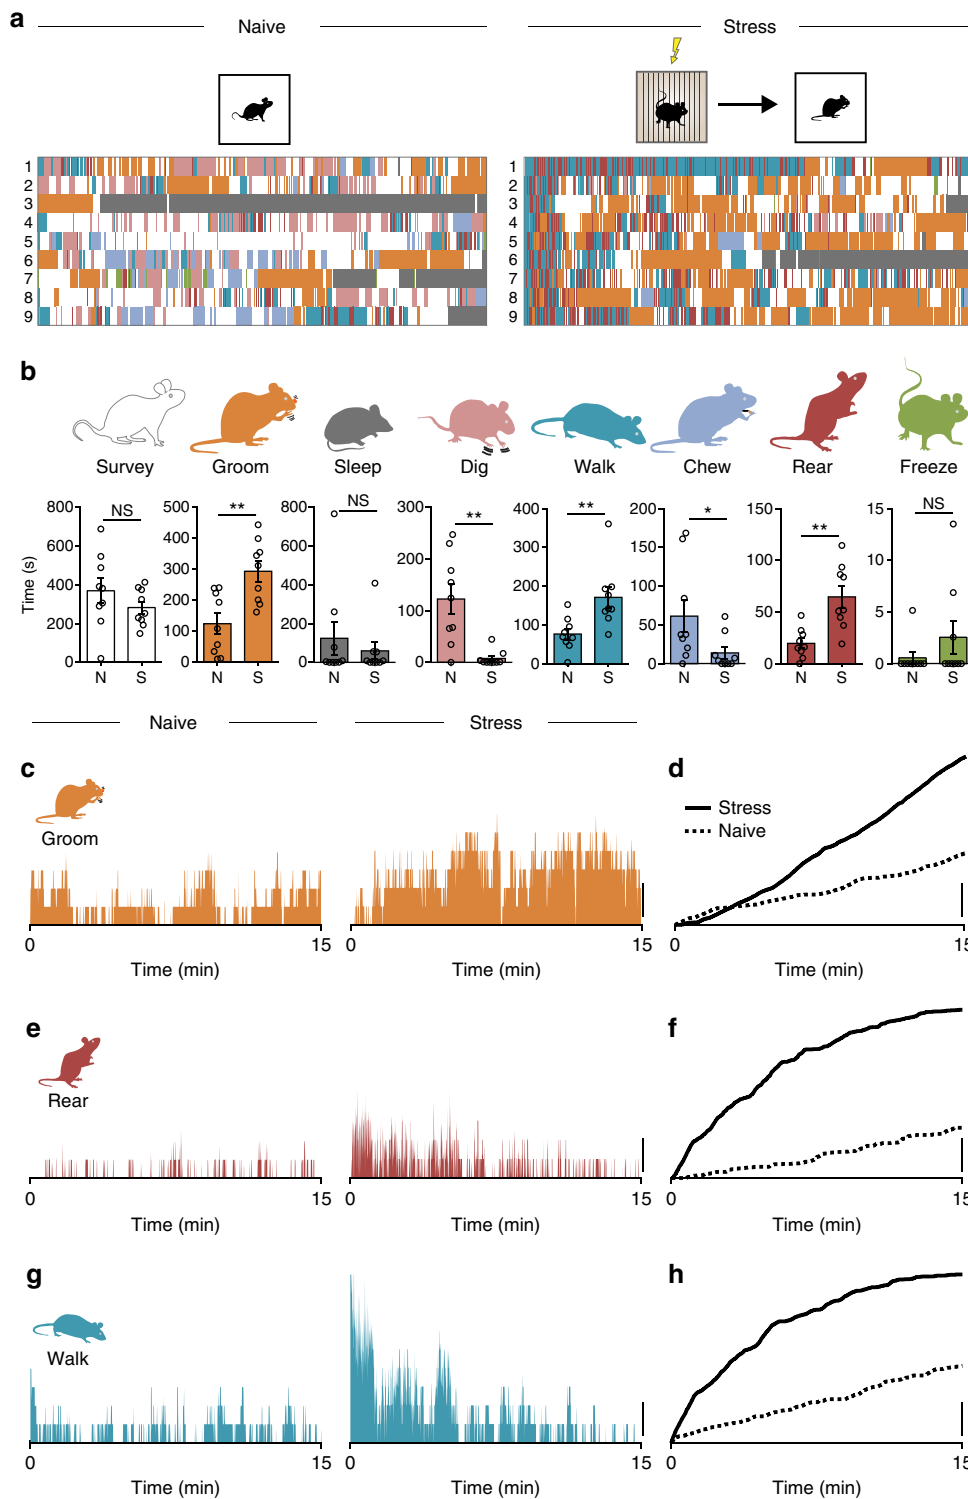 a
Naive
Stress
1
2
3
4
5
6
7
8
9
1
2
3
4
5
6
7
8
9
b
Survey Groom Sleep Dig Walk Chew Rear Freeze
Time (s)
800
600
400
200
0
NS
N S
500
400
300
200
100
0
**
N S
800
600
400
200
0
NS
N S
300
200
100
0
**
N S
400
300
200
100
0
**
N S
200
150
100
50
0
*
N S
150
100
50
0
**
N S
15
10
5
0
NS
N S
Naive
Stress
c
Groom
0 15
Time (min)
0 15
Time (min)
d
Stress
Naive
0 15
Time (min)
e
Rear
0 15
Time (min)
0 15
Time (min)
f
0 15
Time (min)
g
Walk
0 15
Time (min)
0 15
Time (min)
h
0 15
Time (min)